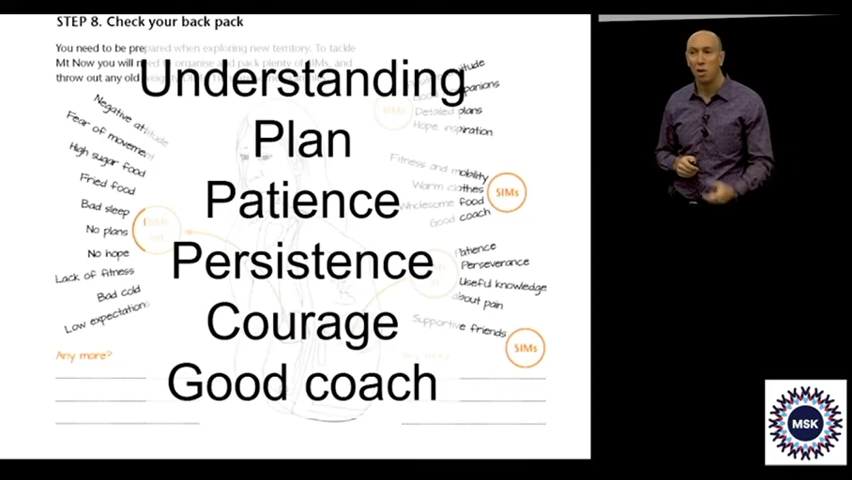 STEP 8. Check your back pack
You need to be prepared when exploring new territory. To tackle
Mt Now you will need to organise and pack plenty of SIMs, and
throw out any old
Understanding
Plan
Patience
Persistence
Courage
Good coach
Negative attitude
Fear of movement
High sugar food
Fried food
Bad sleep
No plans
No hope
Lack of fitness
Bad cold
Low expectations
Any more?
SIMs
Detailed plans
Hope, inspiration
Fitness and mobility
Warm clothes
Wholesome food
Good coach
SIMs
Patience
Perseverance
Useful knowledge
about pain
Supportive friends
SIMs
MSK